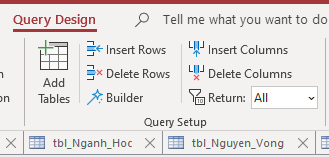 Query Design
Tell me what you want to do
Insert Rows
Insert Columns
Add
Tables
Delete Rows
Delete Columns
Builder
Return: All
Query Setup
tbl_Nganh_Hoc
tbl_Nguyen_Vong